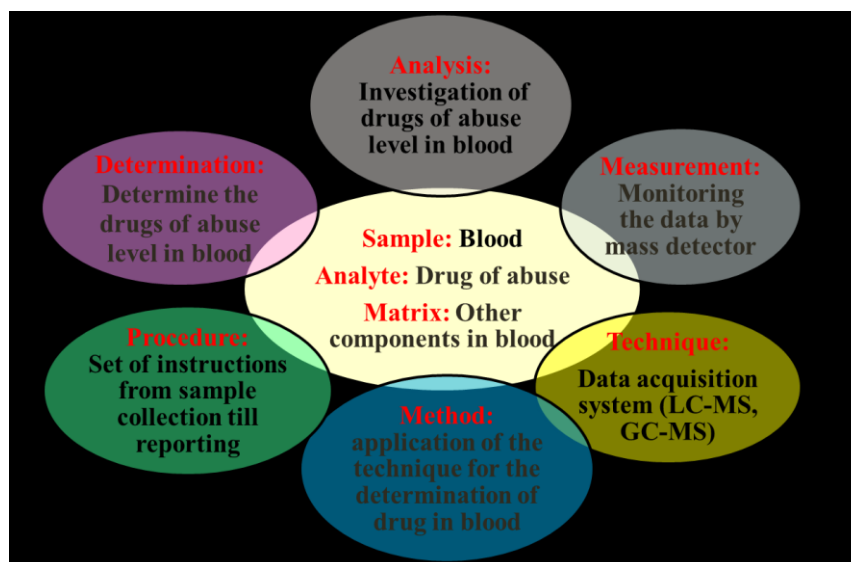 Analysis:
Investigation of
drugs of abuse
level in blood
Determination:
Determine the
drugs of abuse
level in blood
Measurement:
Monitoring
the data by
mass detector
Sample: Blood
Analyte: Drug of abuse
Matrix: Other
components in blood
Procedure:
Set of instructions
from sample
collection till
reporting
Technique:
Data acquisition
system (LC-MS,
GC-MS)
Method:
application of the
technique for the
determination of
drug in blood